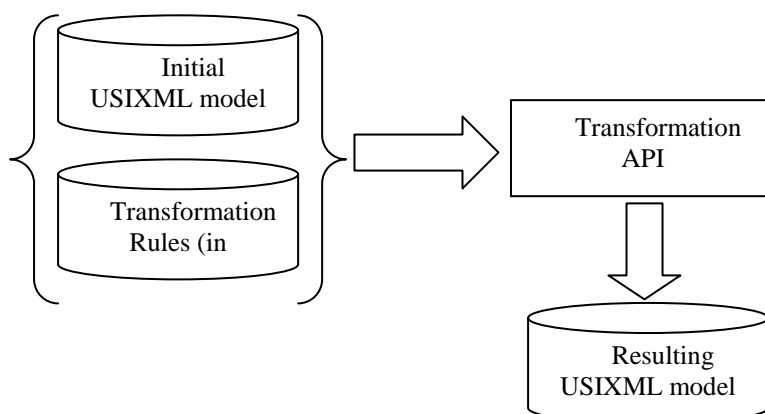 Initial
USIXML model
Transformation
Rules (in
Transformation
API
Resulting
USIXML model